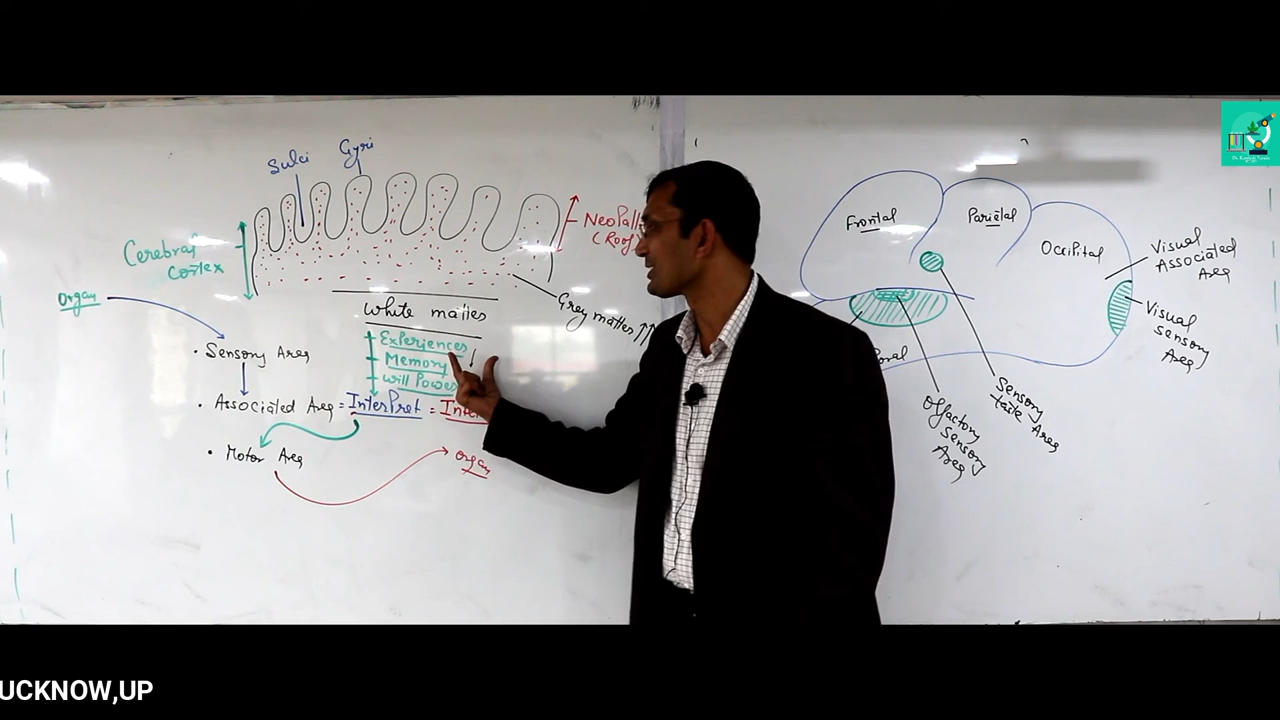 Sulci
Gyri
Cerebral
Cortex
NeoPall
(Roof)
Organ
White matter
Grey matter ↑↑
Experiences
Memory
Will Power
• Sensory Area
• Associated Area = InterPret = Inte
• Motor Area
organ
Frontal
Parietal
Occipital
Visual
Associated
Area
Visual
Sensory
Area
oral
Olfactory
Sensory
Area
Sensory
taste Area
UCKNOW,UP